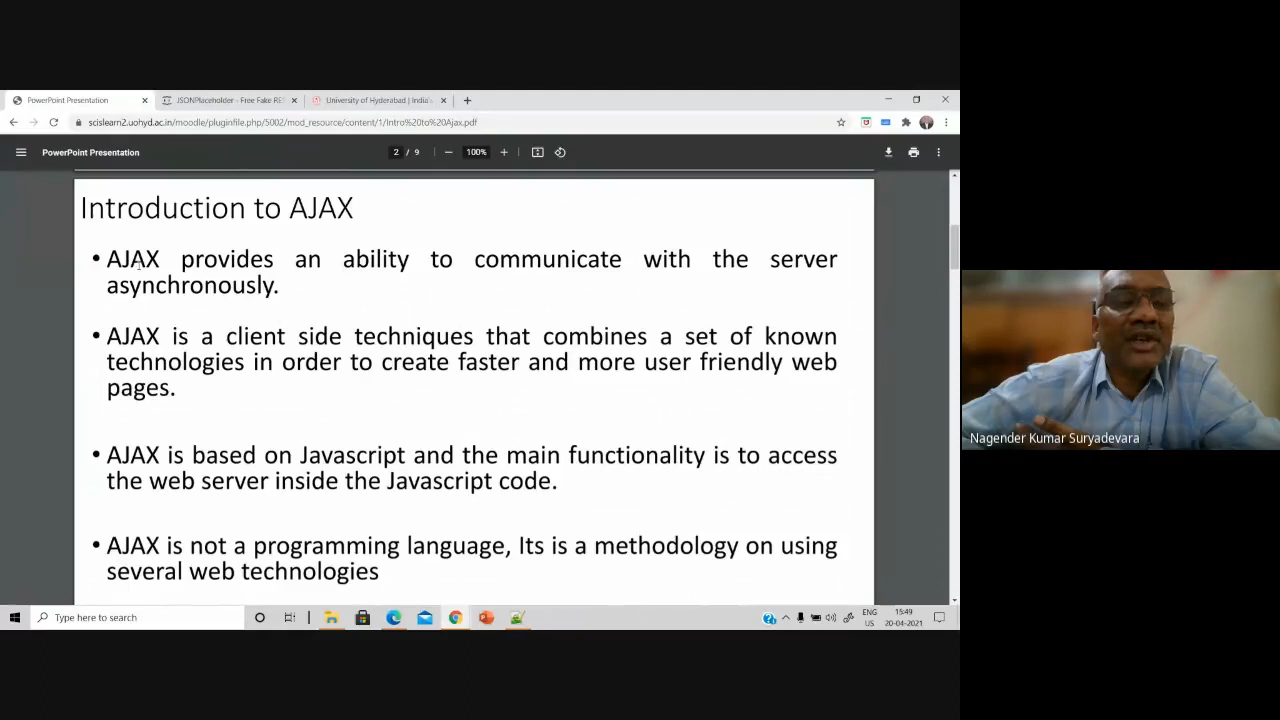 PowerPoint Presentation
JSONPlaceholder - Free Fake RES
University of Hyderabad | India's
scislearn2.uohyd.ac.in/moodle/pluginfile.php/5002/mod_resource/content/1/Intro%20to%20Ajax.pdf
PowerPoint Presentation
2 / 9
100%
Introduction to AJAX
• AJAX provides an ability to communicate with the server
asynchronously.
• AJAX is a client side techniques that combines a set of known
technologies in order to create faster and more user friendly web
pages.
• AJAX is based on Javascript and the main functionality is to access
the web server inside the Javascript code.
• AJAX is not a programming language, Its is a methodology on using
several web technologies
Nagender Kumar Suryadevara
Type here to search
ENG
US
15:49
20-04-2021